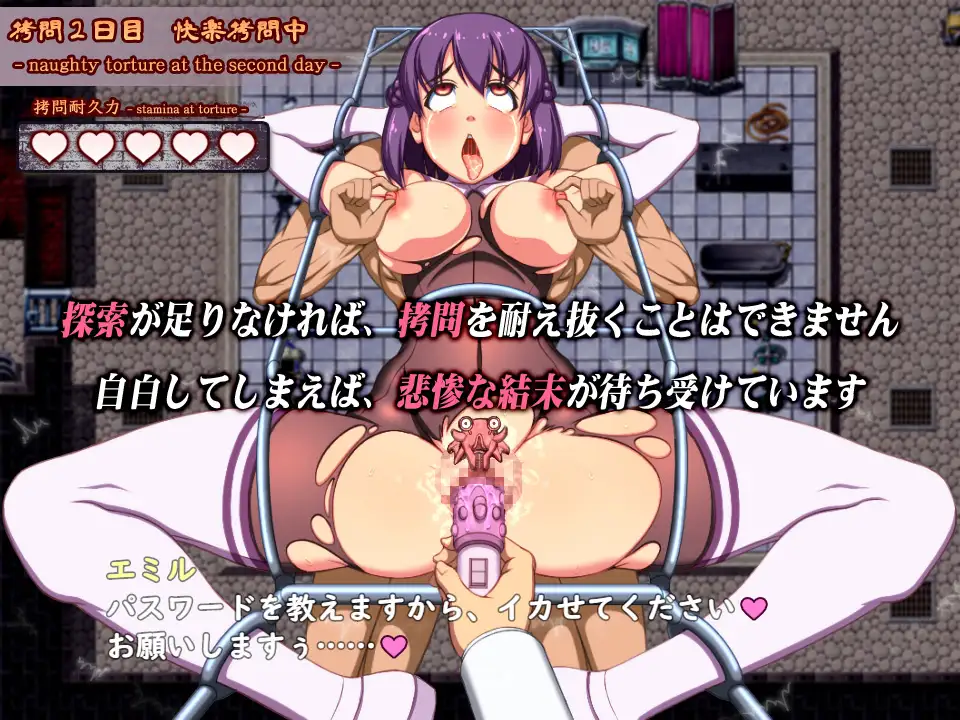 拷問２日目　快楽拷問中
- naughty torture at the second day -
拷問耐久力 - stamina at torture -
探索が足りなければ、拷問を耐え抜くことはできません
自白してしまえば、悲惨な結末が待ち受けています
エミル
パスワードを教えますから、イカせてください♥
お願いしますぅ……♥